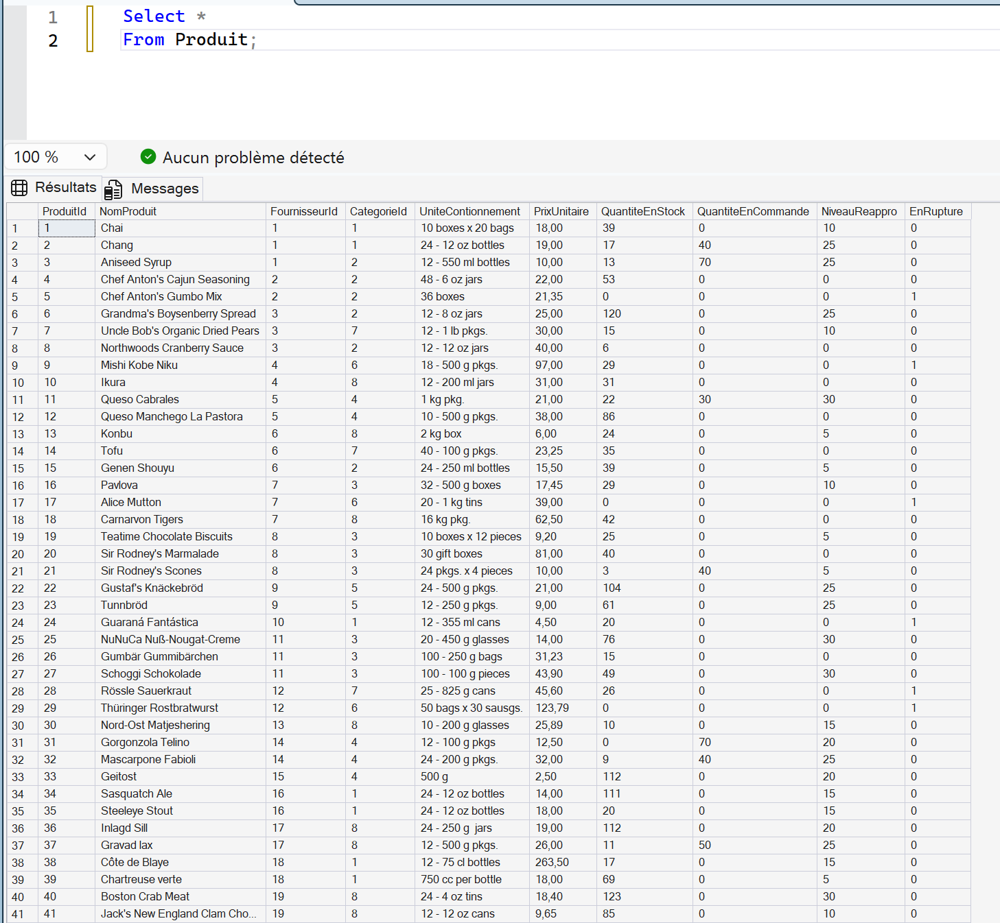 1 Select *
2 From Produit;
100 % Aucun problème détecté
Résultats Messages
ProduitId NomProduit FournisseurId CategorieId UniteContionnement PrixUnitaire QuantiteEnStock QuantiteEnCommande NiveauReappro EnRupture
1 1 Chai 1 1 10 boxes x 20 bags 18,00 39 0 10 0
2 2 Chang 1 1 24 - 12 oz bottles 19,00 17 40 25 0
3 3 Aniseed Syrup 1 2 12 - 550 ml bottles 10,00 13 70 25 0
4 4 Chef Anton's Cajun Seasoning 2 2 48 - 6 oz jars 22,00 53 0 0 0
5 5 Chef Anton's Gumbo Mix 2 2 36 boxes 21,35 0 0 0 1
6 6 Grandma's Boysenberry Spread 3 2 12 - 8 oz jars 25,00 120 0 25 0
7 7 Uncle Bob's Organic Dried Pears 3 7 12 - 1 lb pkgs. 30,00 15 0 10 0
8 8 Northwoods Cranberry Sauce 3 2 12 - 12 oz jars 40,00 6 0 0 0
9 9 Mishi Kobe Niku 4 6 18 - 500 g pkgs. 97,00 29 0 0 1
10 10 Ikura 4 8 12 - 200 ml jars 31,00 31 0 0 0
11 11 Queso Cabrales 5 4 1 kg pkg. 21,00 22 30 30 0
12 12 Queso Manchego La Pastora 5 4 10 - 500 g pkgs. 38,00 86 0 0 0
13 13 Konbu 6 8 2 kg box 6,00 24 0 5 0
14 14 Tofu 6 7 40 - 100 g pkgs. 23,25 35 0 0 0
15 15 Genen Shouyu 6 2 24 - 250 ml bottles 15,50 39 0 5 0
16 16 Pavlova 7 3 32 - 500 g boxes 17,45 29 0 10 0
17 17 Alice Mutton 7 6 20 - 1 kg tins 39,00 0 0 0 1
18 18 Carnarvon Tigers 7 8 16 kg pkg. 62,50 42 0 0 0
19 19 Teatime Chocolate Biscuits 8 3 10 boxes x 12 pieces 9,20 25 0 5 0
20 20 Sir Rodney's Marmalade 8 3 30 gift boxes 81,00 40 0 0 0
21 21 Sir Rodney's Scones 8 3 24 pkgs. x 4 pieces 10,00 3 40 5 0
22 22 Gustaf's Knäckebröd 9 5 24 - 500 g pkgs. 21,00 104 0 25 0
23 23 Tunnbröd 9 5 12 - 250 g pkgs. 9,00 61 0 25 0
24 24 Guaraná Fantástica 10 1 12 - 355 ml cans 4,50 20 0 0 1
25 25 NuNuCa Nuß-Nougat-Creme 11 3 20 - 450 g glasses 14,00 76 0 30 0
26 26 Gumbär Gummibärchen 11 3 100 - 250 g bags 31,23 15 0 0 0
27 27 Schoggi Schokolade 11 3 100 - 100 g pieces 43,90 49 0 30 0
28 28 Rössle Sauerkraut 12 7 25 - 825 g cans 45,60 26 0 0 1
29 29 Thüringer Rostbratwurst 12 6 50 bags x 30 sausgs. 123,79 0 0 0 1
30 30 Nord-Ost Matjeshering 13 8 10 - 200 g glasses 25,89 10 0 15 0
31 31 Gorgonzola Telino 14 4 12 - 100 g pkgs 12,50 0 70 20 0
32 32 Mascarpone Fabioli 14 4 24 - 200 g pkgs. 32,00 9 40 25 0
33 33 Geitost 15 4 500 g 2,50 112 0 20 0
34 34 Sasquatch Ale 16 1 24 - 12 oz bottles 14,00 111 0 15 0
35 35 Steeleye Stout 16 1 24 - 12 oz bottles 18,00 20 0 15 0
36 36 Inlagd Sill 17 8 24 - 250 g  jars 19,00 112 0 20 0
37 37 Gravad lax 17 8 12 - 500 g pkgs. 26,00 11 50 25 0
38 38 Côte de Blaye 18 1 12 - 75 cl bottles 263,50 17 0 15 0
39 39 Chartreuse verte 18 1 750 cc per bottle 18,00 69 0 5 0
40 40 Boston Crab Meat 19 8 24 - 4 oz tins 18,40 123 0 30 0
41 41 Jack's New England Clam Cho... 19 8 12 - 12 oz cans 9,65 85 0 10 0